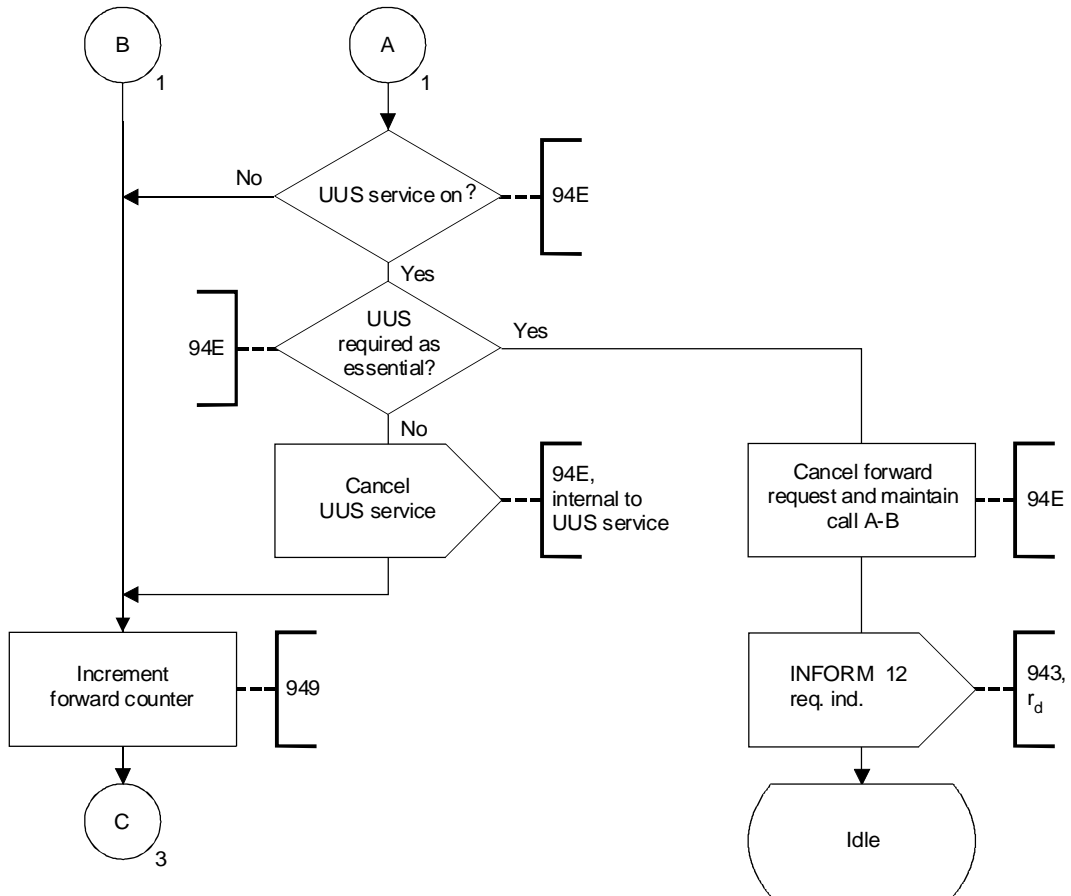 B
1
A
1
UUS service on?
94E
No
Yes
UUS
required as
essential?
94E
Yes
No
Cancel
UUS service
94E,
internal to
UUS service
Cancel forward
request and maintain
call A-B
94E
Increment
forward counter
949
INFORM 12
req. ind.
943,
rd
C
3
Idle